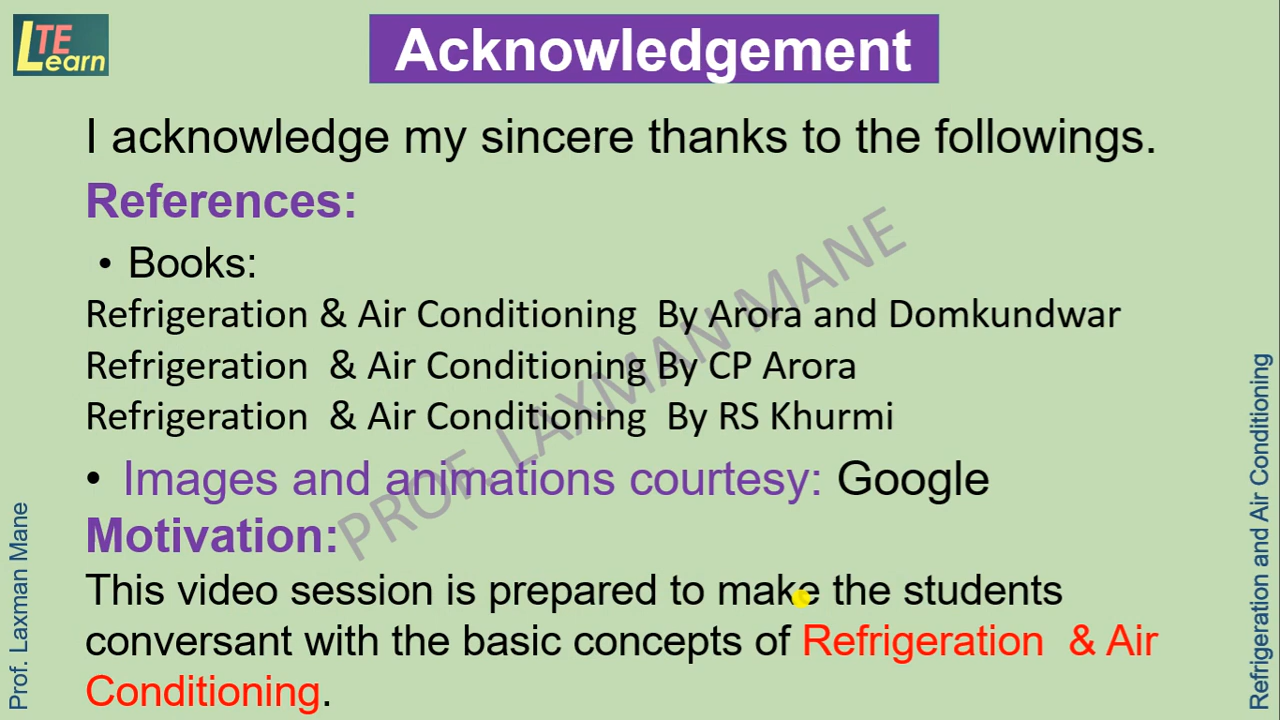 LTE Learn
Acknowledgement
I acknowledge my sincere thanks to the followings.
References:
• Books:
Refrigeration & Air Conditioning By Arora and Domkundwar
Refrigeration & Air Conditioning By CP Arora
Refrigeration & Air Conditioning By RS Khurmi
• Images and animations courtesy: Google
Motivation:
This video session is prepared to make the students
conversant with the basic concepts of Refrigeration & Air
Conditioning.
PROF. LAXMAN MANE
Prof. Laxman Mane
Refrigeration and Air Conditioning